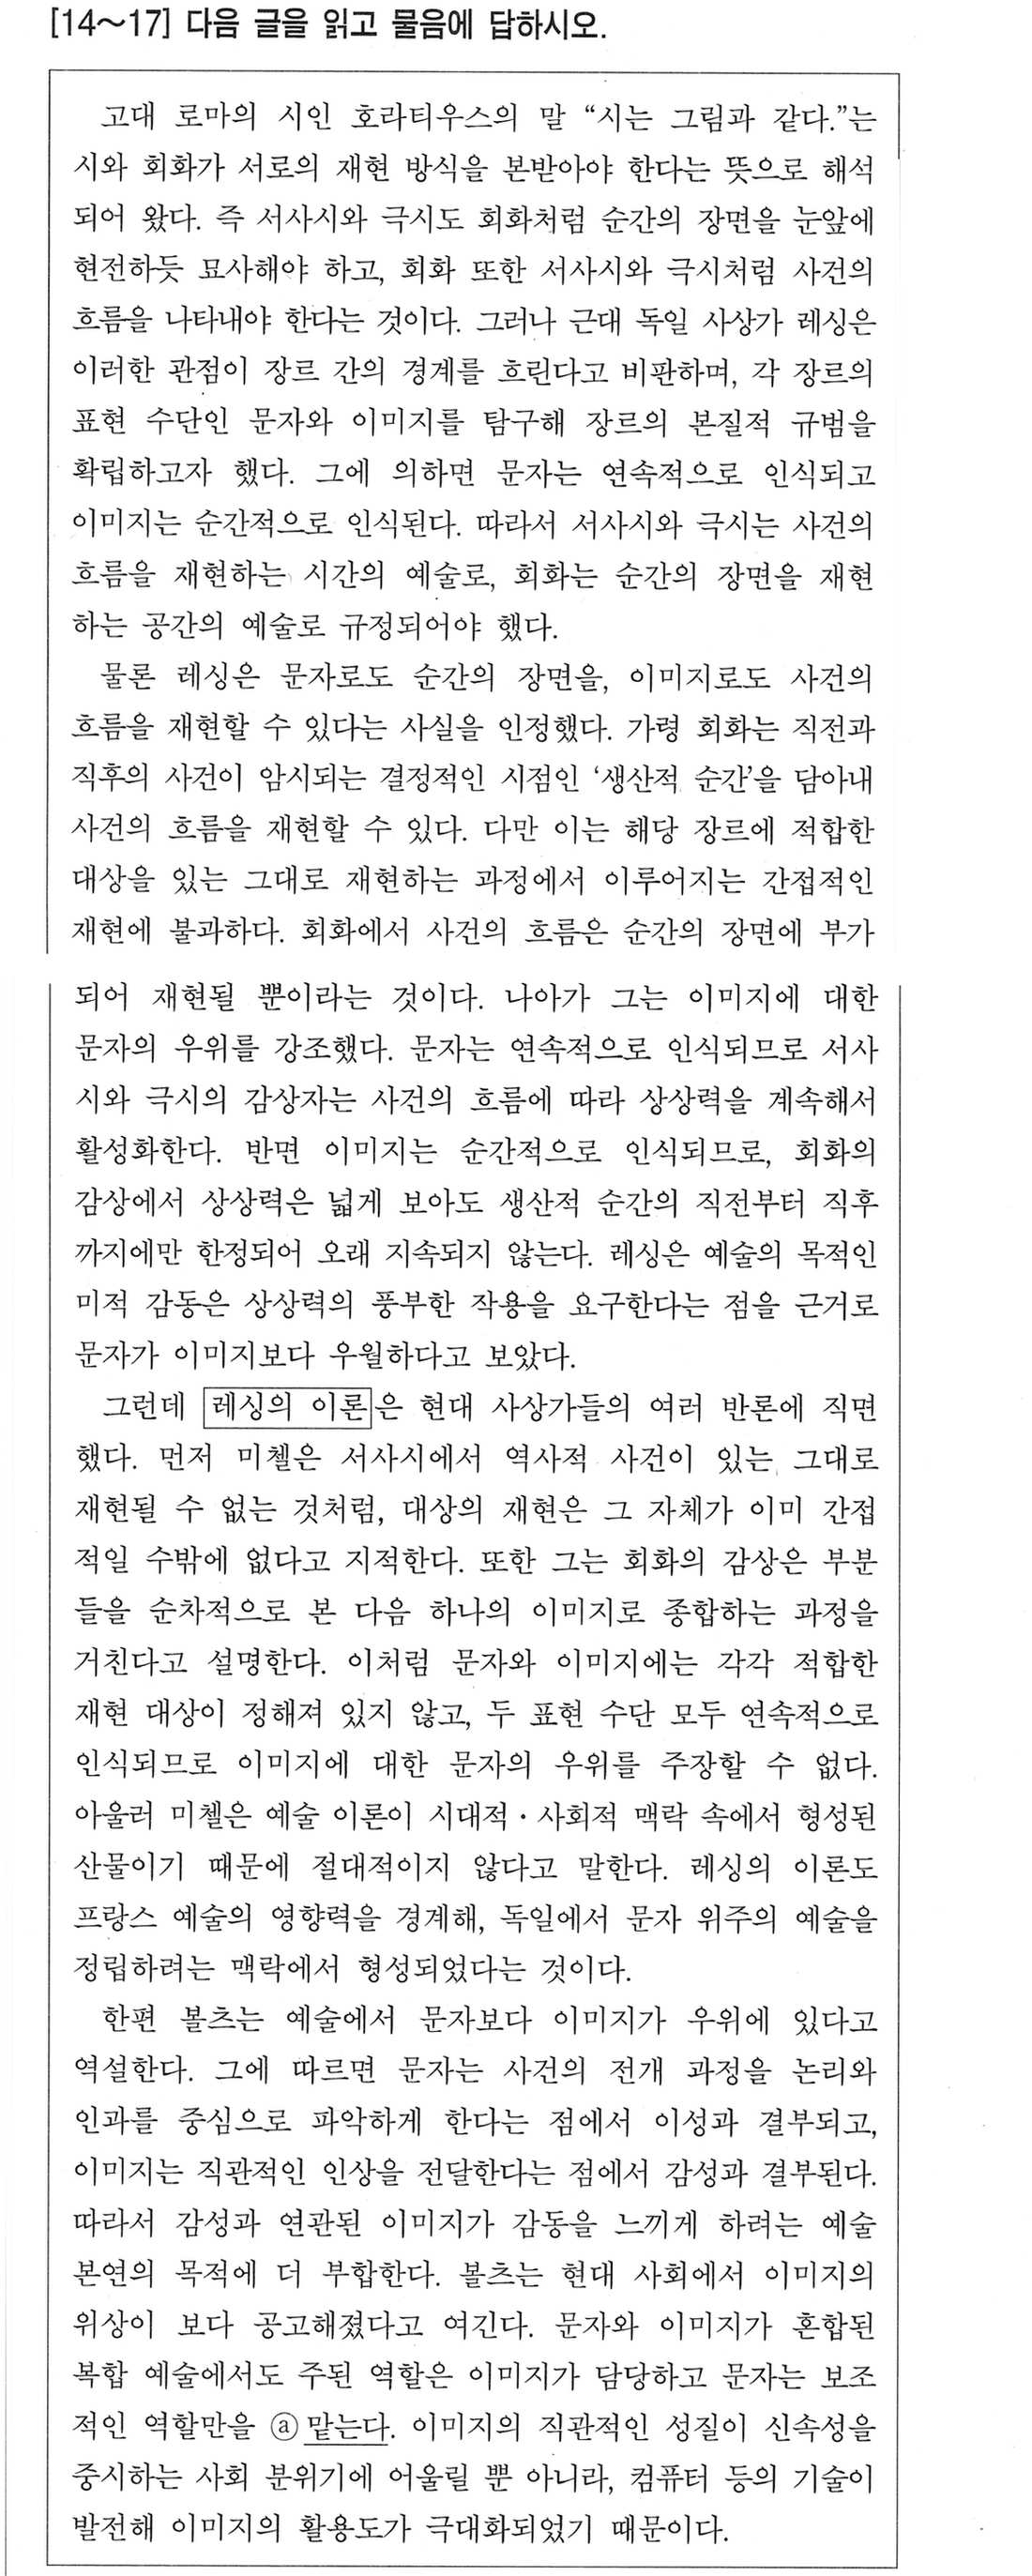 [14~17] 다음 글을 읽고 물음에 답하시오.
고대 로마의 시인 호라티우스의 말 “시는 그림과 같다.”는
시와 회화가 서로의 재현 방식을 본받아야 한다는 뜻으로 해석
되어 왔다. 즉 서사시와 극시도 회화처럼 순간의 장면을 눈앞에
현전하듯 묘사해야 하고, 회화 또한 서사시와 극시처럼 사건의
흐름을 나타내야 한다는 것이다. 그러나 근대 독일 사상가 레싱은
이러한 관점이 장르 간의 경계를 흐린다고 비판하며, 각 장르의
표현 수단인 문자와 이미지를 탐구해 장르의 본질적 규범을
확립하고자 했다. 그에 의하면 문자는 연속적으로 인식되고
이미지는 순간적으로 인식된다. 따라서 서사시와 극시는 사건의
흐름을 재현하는 시간의 예술로, 회화는 순간의 장면을 재현
하는 공간의 예술로 규정되어야 했다.
물론 레싱은 문자로도 순간의 장면을, 이미지로도 사건의
흐름을 재현할 수 있다는 사실을 인정했다. 가령 회화는 직전과
직후의 사건이 암시되는 결정적인 시점인 ‘생산적 순간’을 담아내
사건의 흐름을 재현할 수 있다. 다만 이는 해당 장르에 적합한
대상을 있는 그대로 재현하는 과정에서 이루어지는 간접적인
재현에 불과하다. 회화에서 사건의 흐름은 순간의 장면에 부가
되어 재현될 뿐이라는 것이다. 나아가 그는 이미지에 대한
문자의 우위를 강조했다. 문자는 연속적으로 인식되므로 서사
시와 극시의 감상자는 사건의 흐름에 따라 상상력을 계속해서
활성화한다. 반면 이미지는 순간적으로 인식되므로, 회화의
감상에서 상상력은 넓게 보아도 생산적 순간의 직전부터 직후
까지에만 한정되어 오래 지속되지 않는다. 레싱은 예술의 목적인
미적 감동은 상상력의 풍부한 작용을 요구한다는 점을 근거로
문자가 이미지보다 우월하다고 보았다.
그런데 레싱의 이론은 현대 사상가들의 여러 반론에 직면
했다. 먼저 미첼은 서사시에서 역사적 사건이 있는 그대로
재현될 수 없는 것처럼, 대상의 재현은 그 자체가 이미 간접
적일 수밖에 없다고 지적한다. 또한 그는 회화의 감상은 부분
들을 순차적으로 본 다음 하나의 이미지로 종합하는 과정을
거친다고 설명한다. 이처럼 문자와 이미지에는 각각 적합한
재현 대상이 정해져 있지 않고, 두 표현 수단 모두 연속적으로
인식되므로 이미지에 대한 문자의 우위를 주장할 수 없다.
아울러 미첼은 예술 이론이 시대적·사회적 맥락 속에서 형성된
산물이기 때문에 절대적이지 않다고 말한다. 레싱의 이론도
프랑스 예술의 영향력을 경계해, 독일에서 문자 위주의 예술을
정립하려는 맥락에서 형성되었다는 것이다.
한편 볼츠는 예술에서 문자보다 이미지가 우위에 있다고
역설한다. 그에 따르면 문자는 사건의 전개 과정을 논리와
인과를 중심으로 파악하게 한다는 점에서 이성과 결부되고,
이미지는 직관적인 인상을 전달한다는 점에서 감성과 결부된다.
따라서 감성과 연관된 이미지가 감동을 느끼게 하려는 예술
본연의 목적에 더 부합한다. 볼츠는 현대 사회에서 이미지의
위상이 보다 공고해졌다고 여긴다. 문자와 이미지가 혼합된
복합 예술에서도 주된 역할은 이미지가 담당하고 문자는 보조
적인 역할만을 ⓐ맡는다. 이미지의 직관적인 성질이 신속성을
중시하는 사회 분위기에 어울릴 뿐 아니라, 컴퓨터 등의 기술이
발전해 이미지의 활용도가 극대화되었기 때문이다.